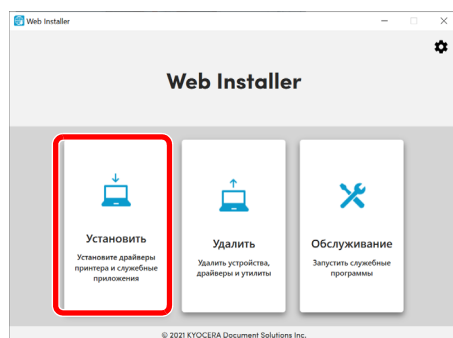 Web Installer
Web Installer
Установить
Установите драйверы
принтера и служебные
приложения
Удалить
Удалить устройства,
драйверы и утилиты
Обслуживание
Запустить служебные
программы
© 2021 KYOCERA Document Solutions Inc.